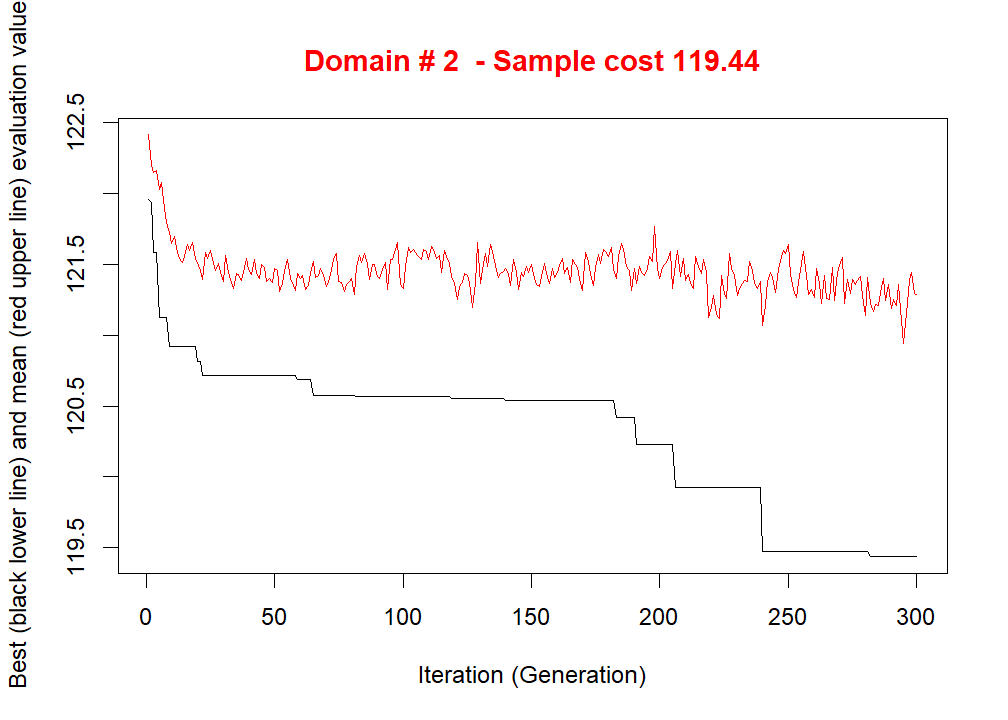 Domain # 2  - Sample cost 119.44
Best (black lower line) and mean (red upper line) evaluation value
122.5
121.5
120.5
119.5
0 50 100 150 200 250 300
Iteration (Generation)